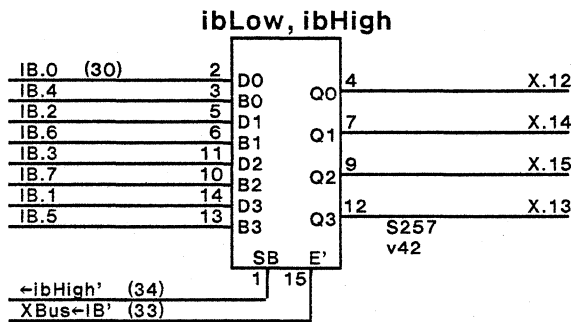 ibLow, ibHigh
IB.0 (30) 2 D0
IB.4 3 B0
IB.2 5 D1
IB.6 6 B1
IB.3 11 D2
IB.7 10 B2
IB.1 14 D3
IB.5 13 B3
Q0 4 X.12
Q1 7 X.14
Q2 9 X.15
Q3 12 X.13
S257
v42
SB E'
1 15
←ibHigh' (34)
XBus←IB' (33)